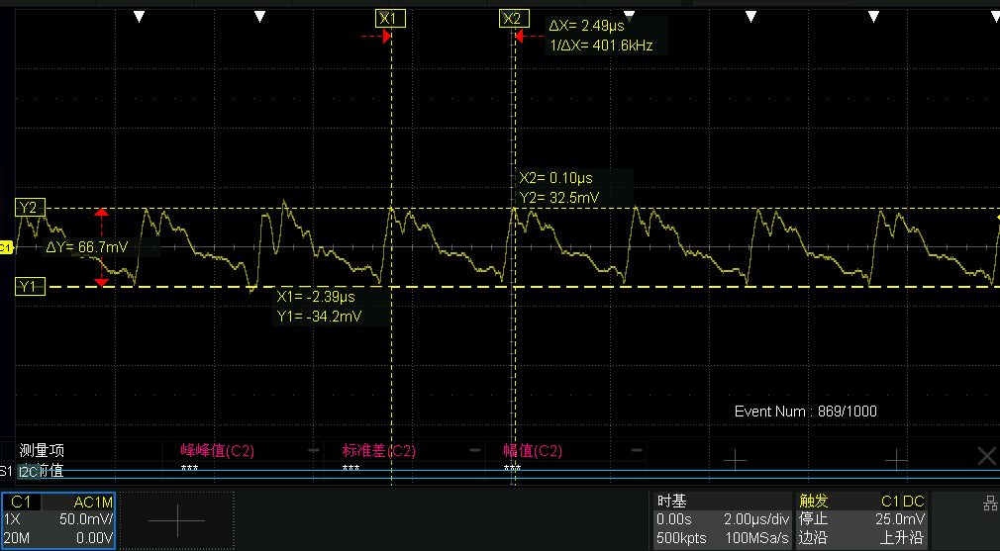 X1
X2
ΔX= 2.49μs
1/ΔX= 401.6kHz
X2= 0.10μs
Y2= 32.5mV
Y2
C1
ΔY= 66.7mV
Y1
X1= -2.39μs
Y1= -34.2mV
Event Num : 869/1000
测量项 峰峰值(C2) 标准差(C2) 幅值(C2)
S1 I2C 前值 *** *** ***
C1 AC1M
1X 50.0mV/
20M 0.00V
时基
0.00s 2.00μs/div
500kpts 100MSa/s
触发 C1 DC
停止 25.0mV
边沿 上升沿